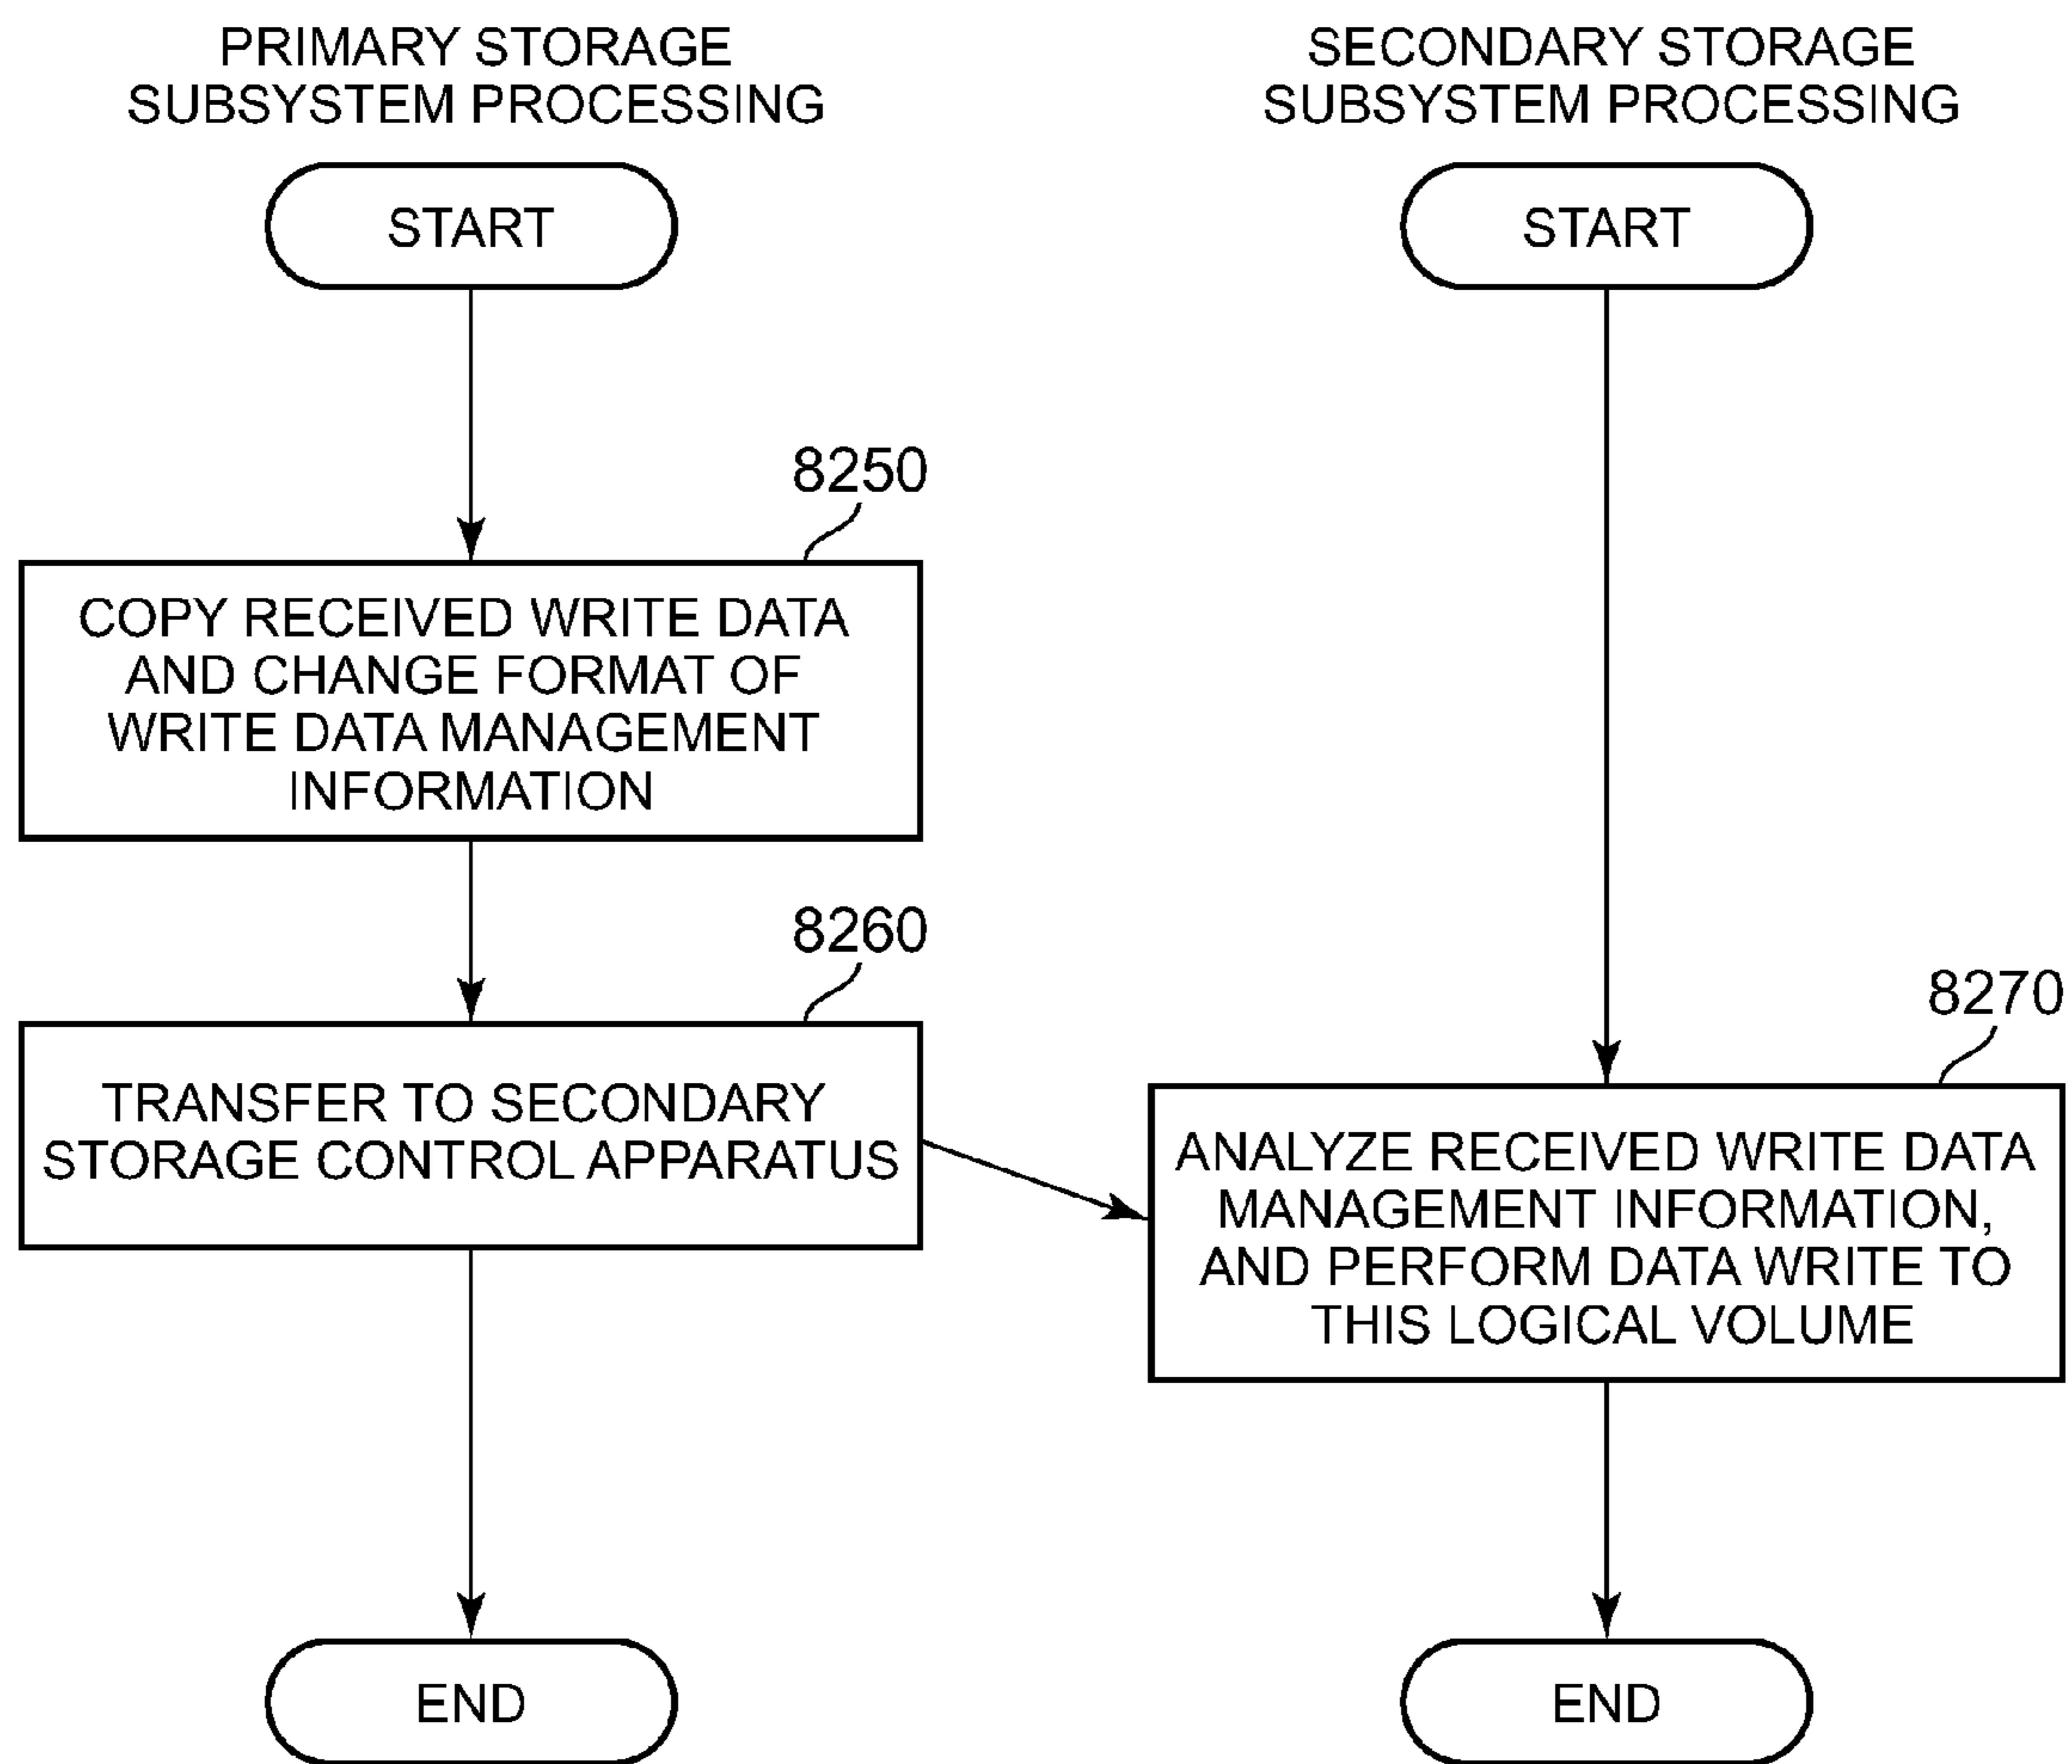 PRIMARY STORAGE
SUBSYSTEM PROCESSING
START
8250
COPY RECEIVED WRITE DATA
AND CHANGE FORMAT OF
WRITE DATA MANAGEMENT
INFORMATION
8260
TRANSFER TO SECONDARY
STORAGE CONTROL APPARATUS
END
SECONDARY STORAGE
SUBSYSTEM PROCESSING
START
8270
ANALYZE RECEIVED WRITE DATA
MANAGEMENT INFORMATION,
AND PERFORM DATA WRITE TO
THIS LOGICAL VOLUME
END